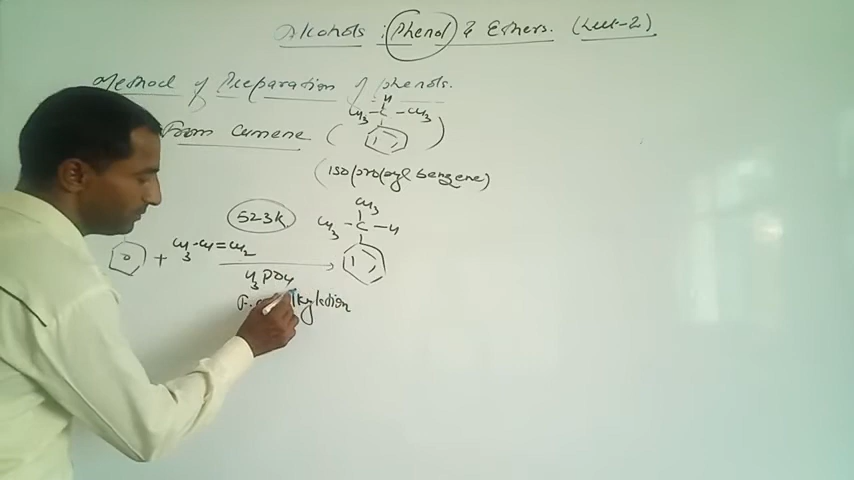 Alcohols : Phenol & Ethers. (Lect-2)
Method of Preparation of phenols.
H
CH3 - C - CH3
From Cumene ( )
(isopropyl benzene)
CH3
523K
CH3 - C - H
+ CH3-CH=CH2
H3PO4
F. alkylation